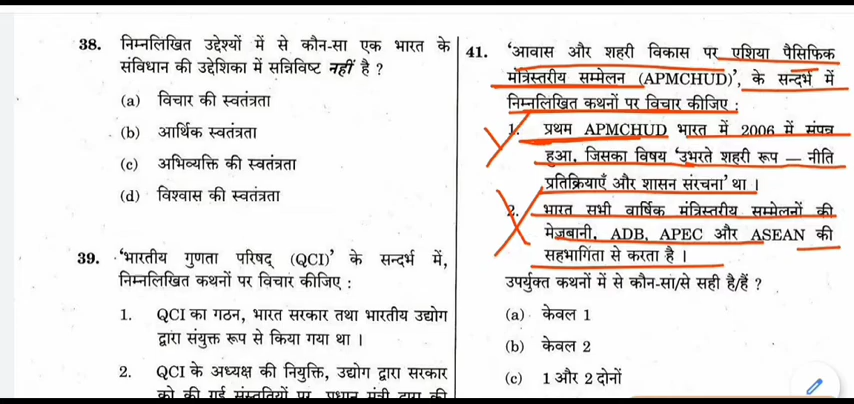 38. निम्नलिखित उद्देश्यों में से कौन-सा एक भारत के
संविधान की उद्देशिका में सन्निविष्ट नहीं है ?
(a) विचार की स्वतंत्रता
(b) आर्थिक स्वतंत्रता
(c) अभिव्यक्ति की स्वतंत्रता
(d) विश्वास की स्वतंत्रता
39. 'भारतीय गुणता परिषद् (QCI)' के सन्दर्भ में,
निम्नलिखित कथनों पर विचार कीजिए :
1. QCI का गठन, भारत सरकार तथा भारतीय उद्योग
द्वारा संयुक्त रूप से किया गया था ।
2. QCI के अध्यक्ष की नियुक्ति, उद्योग द्वारा सरकार
को की गई संस्तुतियों पर, प्रधान मंत्री द्वारा की
41. 'आवास और शहरी विकास पर एशिया पैसिफिक
मंत्रिस्तरीय सम्मेलन (APMCHUD)', के सन्दर्भ में
निम्नलिखित कथनों पर विचार कीजिए :
1. प्रथम APMCHUD भारत में 2006 में संपन्न
हुआ, जिसका विषय 'उभरते शहरी रूप — नीति
प्रतिक्रियाएँ और शासन संरचना' था ।
2. भारत सभी वार्षिक मंत्रिस्तरीय सम्मेलनों की
मेज़बानी, ADB, APEC और ASEAN की
सहभागिता से करता है ।
उपर्युक्त कथनों में से कौन-सा/से सही है/हैं ?
(a) केवल 1
(b) केवल 2
(c) 1 और 2 दोनों